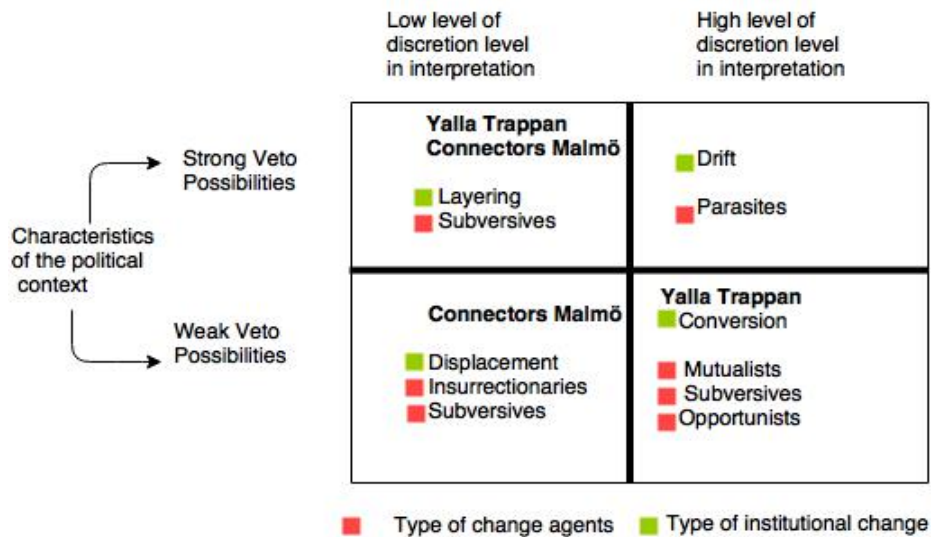 Low level of
discretion level
in interpretation
High level of
discretion level
in interpretation
Strong Veto
Possibilities
Yalla Trappan
Connectors Malmö
Layering
Subversives
Drift
Parasites
Characteristics
of the political
context
Weak Veto
Possibilities
Connectors Malmö
Displacement
Insurrectionaries
Subversives
Yalla Trappan
Conversion
Mutualists
Subversives
Opportunists
Type of change agents
Type of institutional change